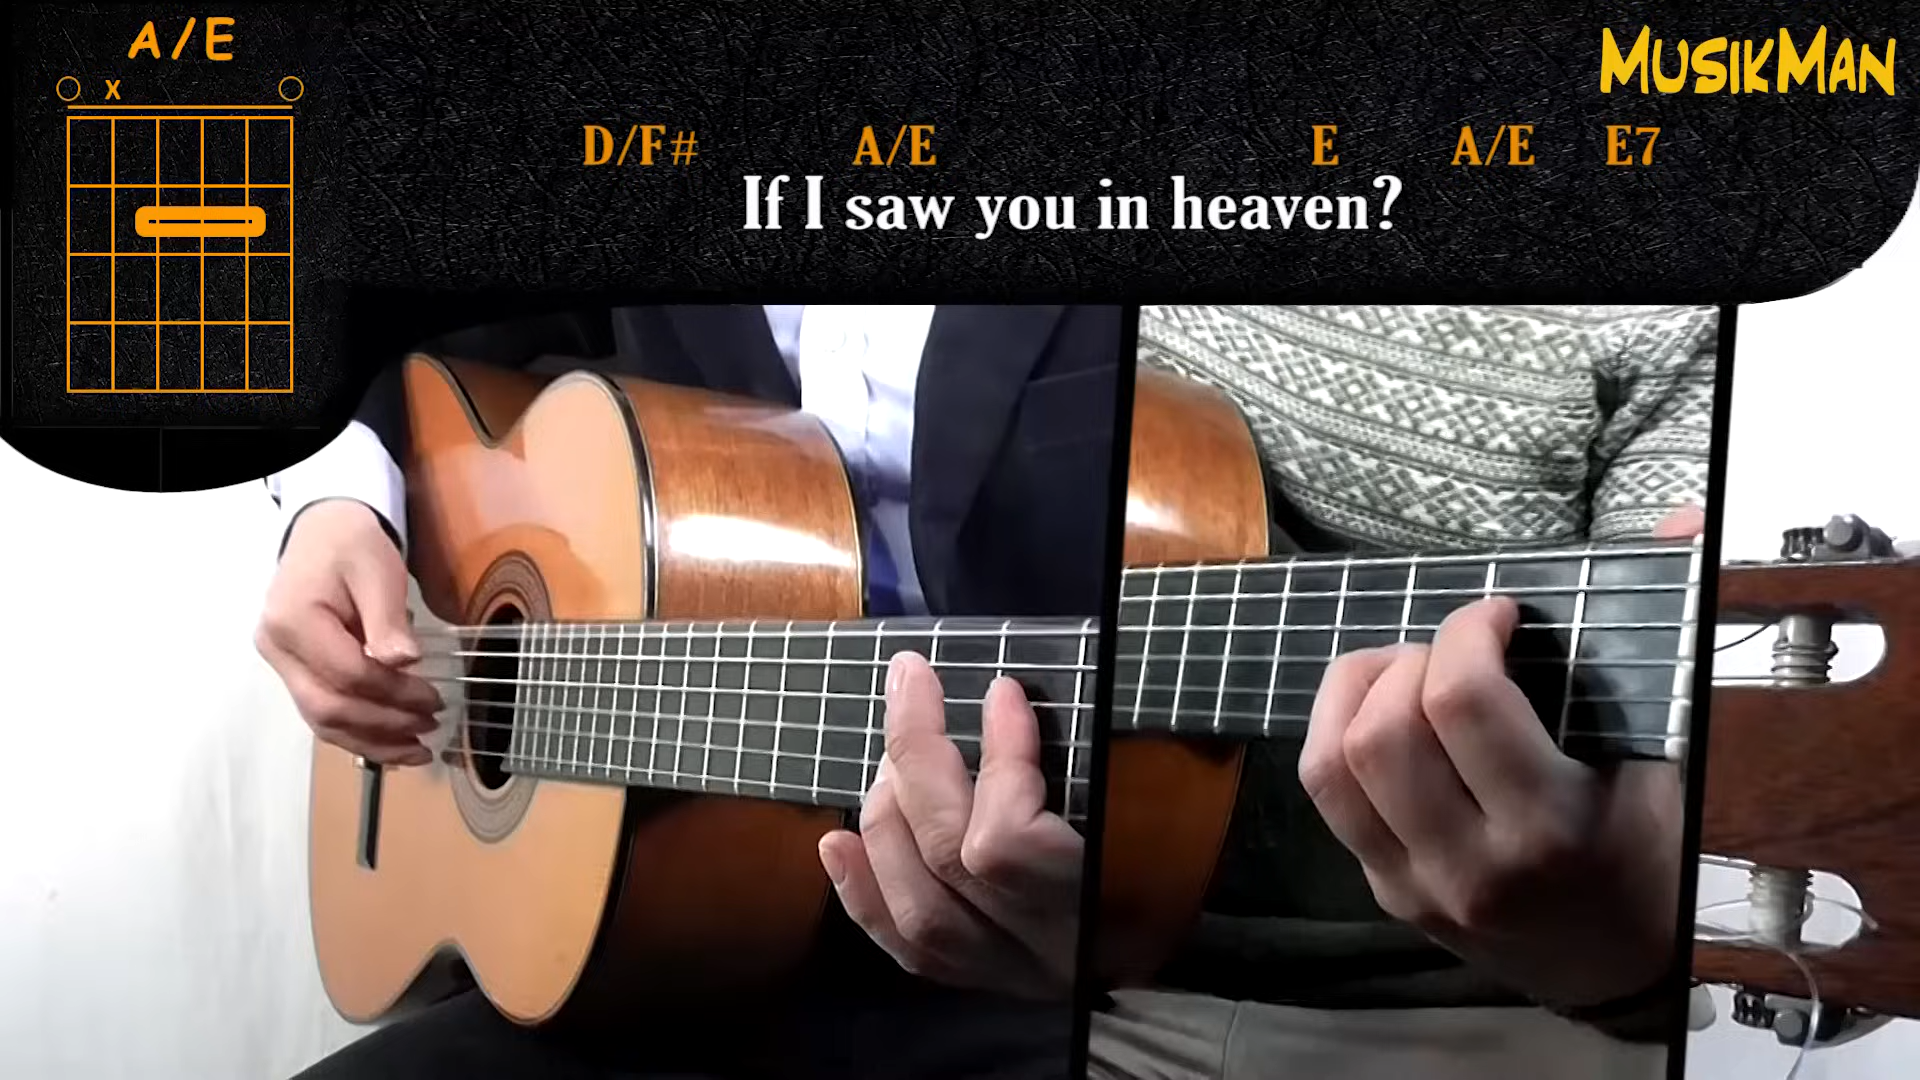 A/E
x
MUSIKMAN
D/F# A/E E A/E E7
If I saw you in heaven?